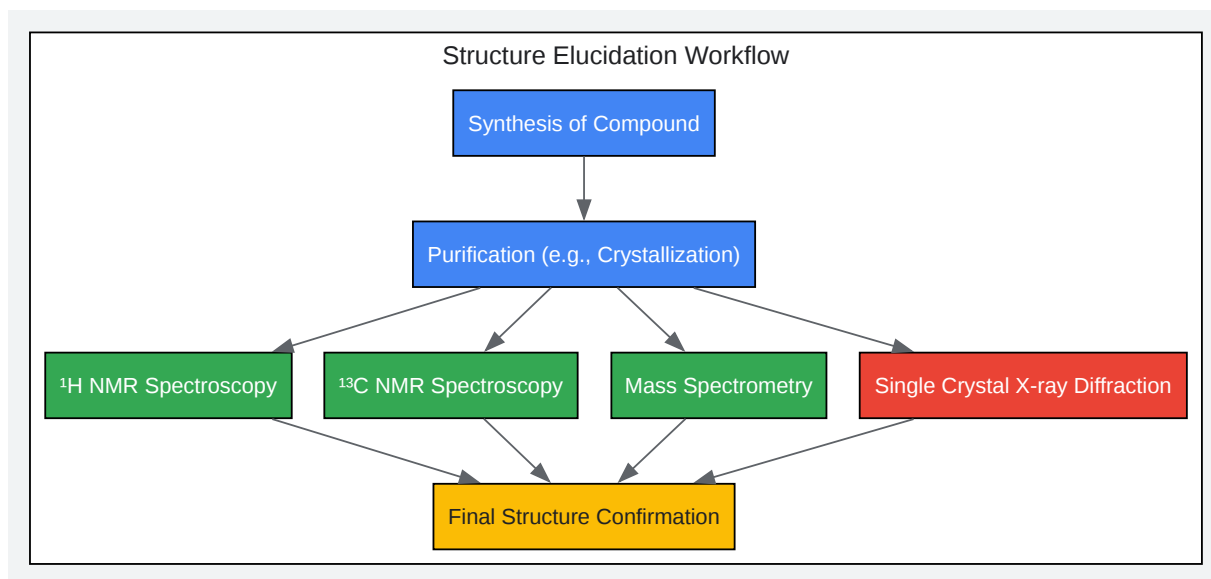 Structure Elucidation Workflow
Synthesis of Compound
Purification (e.g., Crystallization)
¹H NMR Spectroscopy
¹³C NMR Spectroscopy
Mass Spectrometry
Single Crystal X-ray Diffraction
Final Structure Confirmation